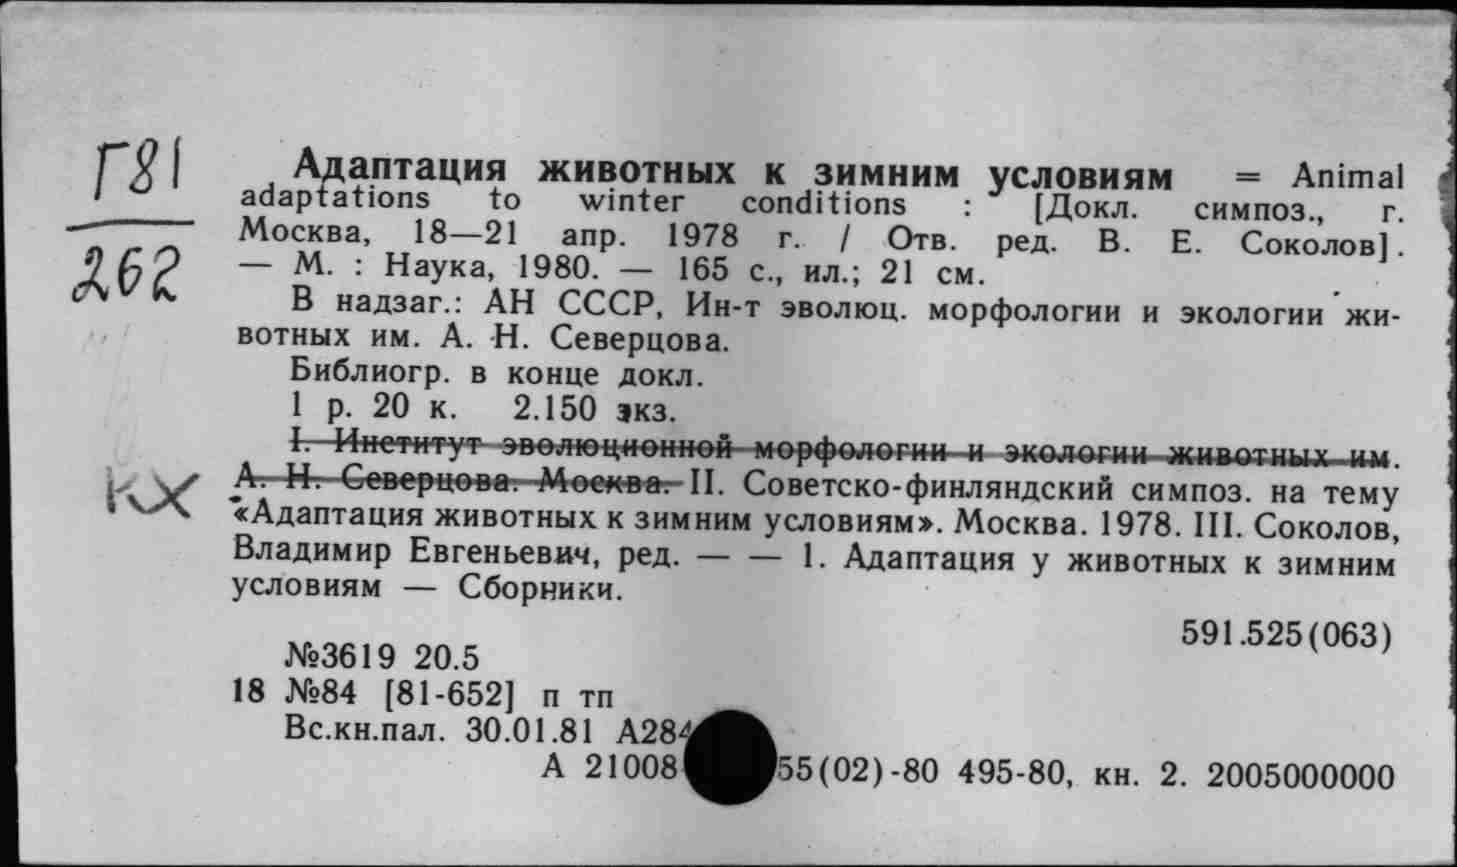 Г81
262
КХ
Адаптация животных к зимним условиям = Animal
adaptations to winter conditions : [Докл. симпоз., г.
Москва, 18—21 апр. 1978 г. / Отв. ред. В. Е. Соколов].
— М. : Наука, 1980. — 165 с., ил.; 21 см.
В надзаг.: АН СССР, Ин-т эволюц. морфологии и экологии жи-
вотных им. А. Н. Северцова.
Библиогр. в конце докл.
1 р. 20 к. 2.150 экз.
I. Институт эволюционной морфологии и экологии животных им.
А. Н. Северцова. Москва. II. Советско-финляндский симпоз. на тему
«Адаптация животных к зимним условиям». Москва. 1978. III. Соколов,
Владимир Евгеньевич, ред. — — 1. Адаптация у животных к зимним
условиям — Сборники.
591.525(063)
№3619 20.5
18 №84 [81-652] п тп
Вс.кн.пал. 30.01.81 А284
А 21008 55(02)-80 495-80, кн. 2. 2005000000